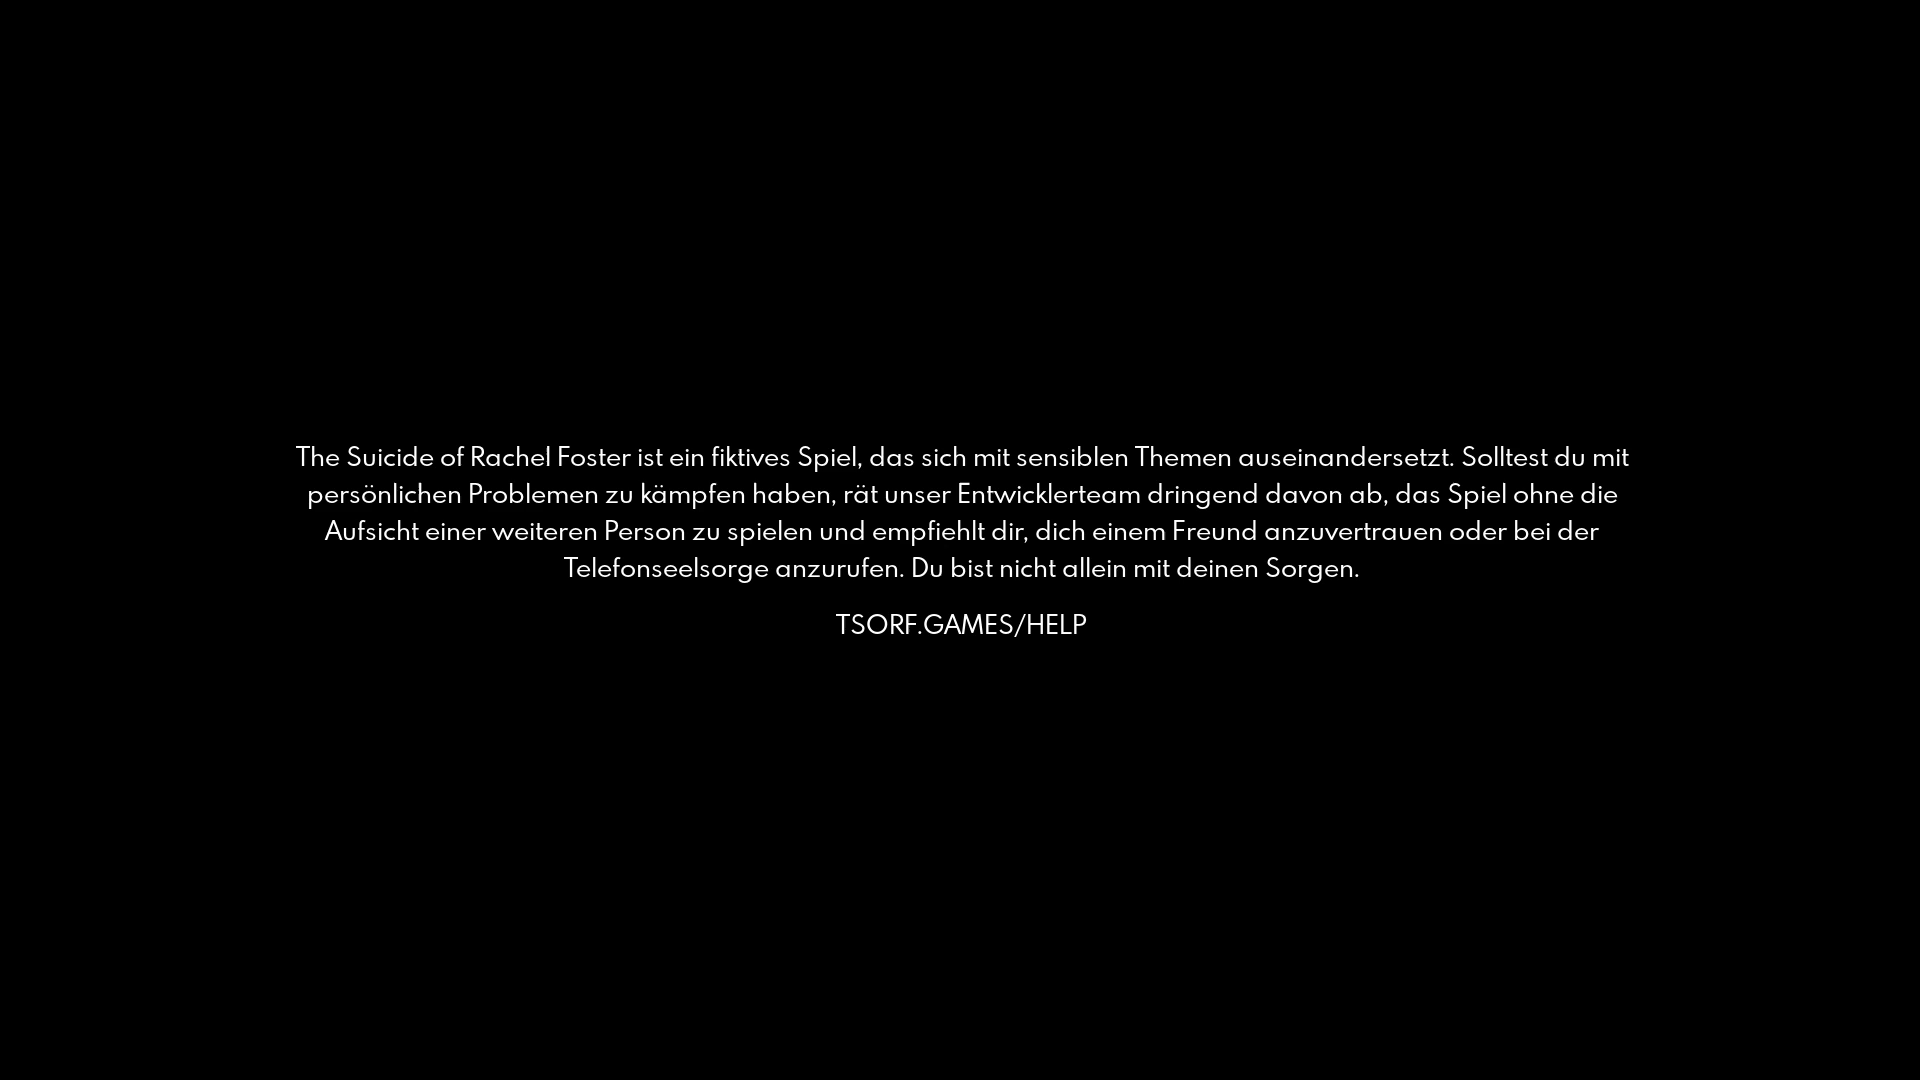 The Suicide of Rachel Foster ist ein fiktives Spiel, das sich mit sensiblen Themen auseinandersetzt. Solltest du mit
persönlichen Problemen zu kämpfen haben, rät unser Entwicklerteam dringend davon ab, das Spiel ohne die
Aufsicht einer weiteren Person zu spielen und empfiehlt dir, dich einem Freund anzuvertrauen oder bei der
Telefonseelsorge anzurufen. Du bist nicht allein mit deinen Sorgen.
TSORF.GAMES/HELP